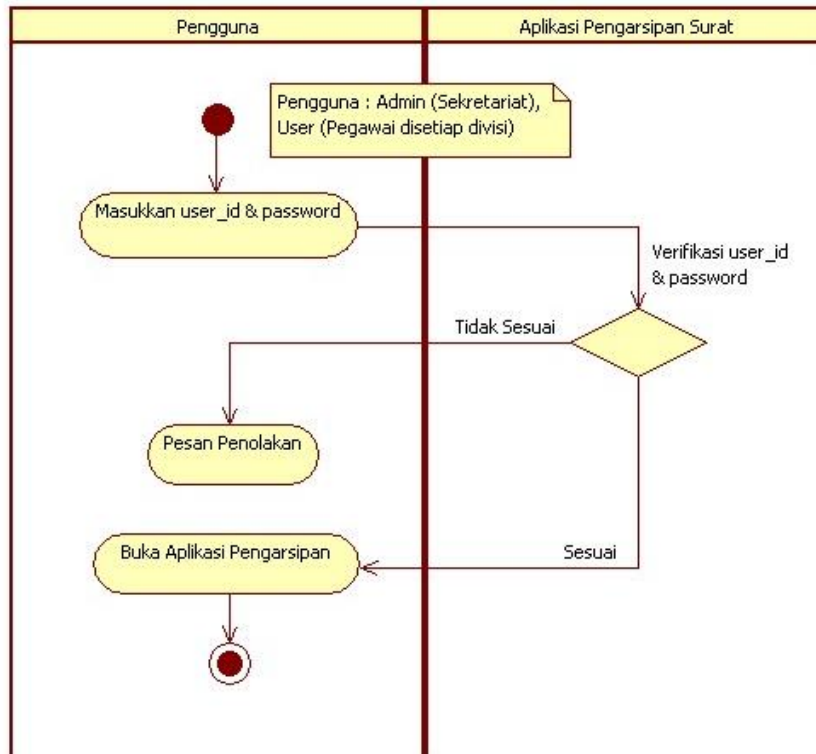 Pengguna
Aplikasi Pengarsipan Surat
Pengguna : Admin (Sekretariat),
User (Pegawai disetiap divisi)
Masukkan user_id & password
Verifikasi user_id
& password
Tidak Sesuai
Pesan Penolakan
Buka Aplikasi Pengarsipan
Sesuai